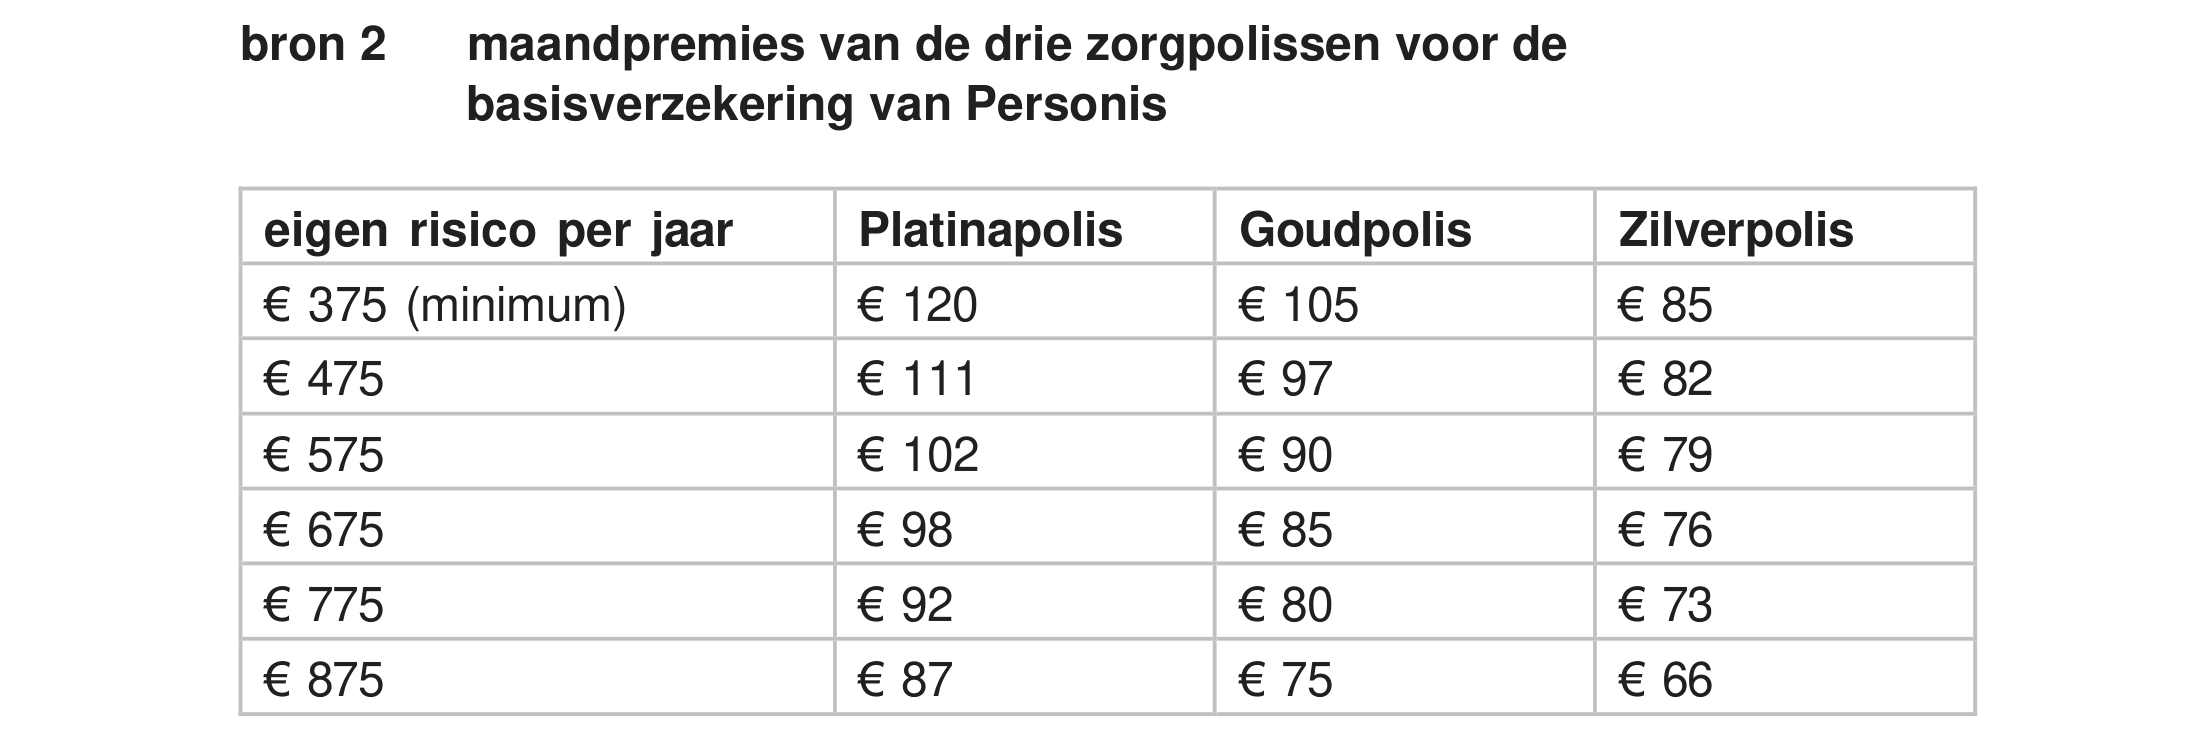 bron 2 maandpremies van de drie zorgpolissen voor de
basisverzekering van Personis
eigen risico per jaar Platinapolis Goudpolis Zilverpolis
€ 375 (minimum) € 120 € 105 € 85
€ 475 € 111 € 97 € 82
€ 575 € 102 € 90 € 79
€ 675 € 98 € 85 € 76
€ 775 € 92 € 80 € 73
€ 875 € 87 € 75 € 66